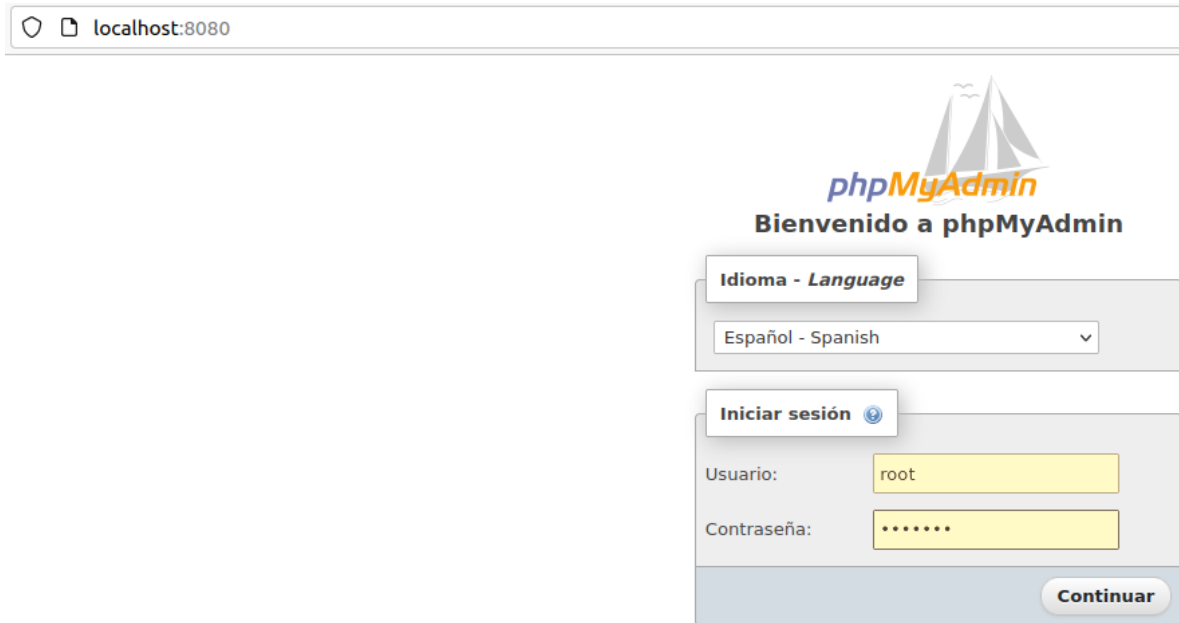 localhost:8080
phpMyAdmin
Bienvenido a phpMyAdmin
Idioma - Language
Español - Spanish
Iniciar sesión
Usuario: root
Contraseña: •••••••
Continuar